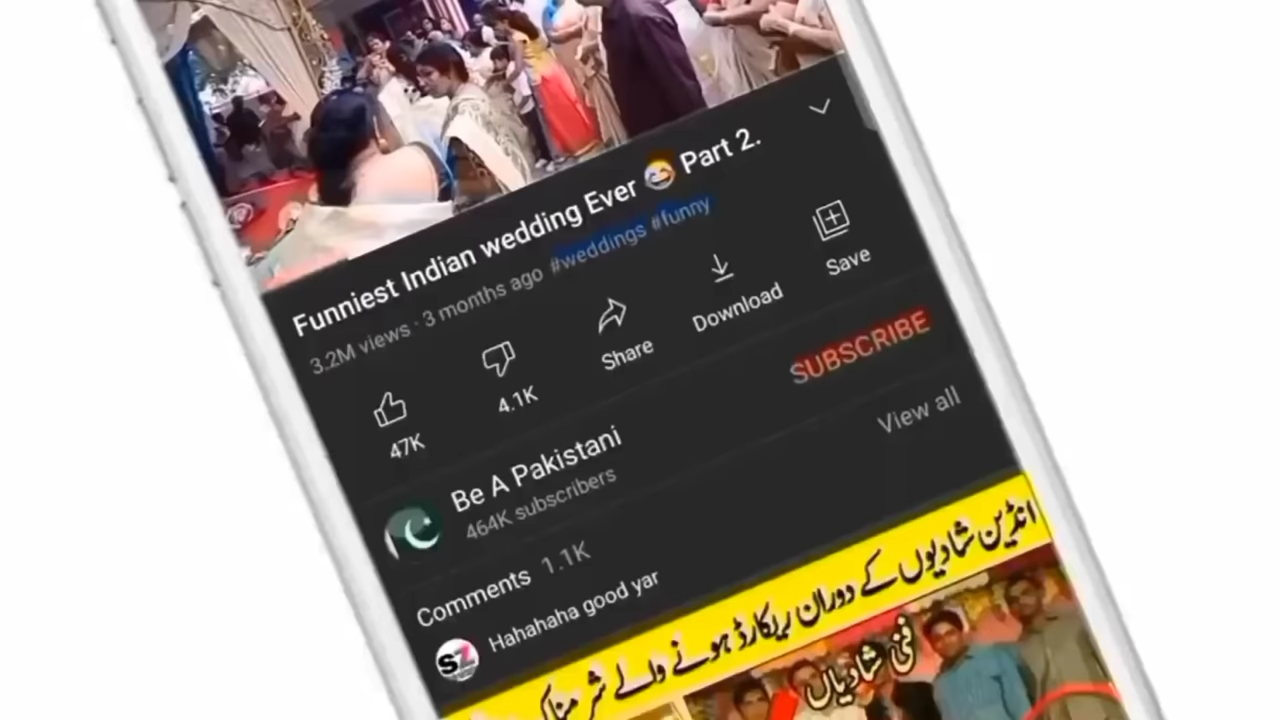 Funniest Indian wedding Ever 😂 Part 2.
3.2M views · 3 months ago #weddings #funny
47K
4.1K
Share
Download
Save
Be A Pakistani
464K subscribers
SUBSCRIBE
Comments 1.1K
View all
SZ
Hahahaha good yar
انڈین شادیوں کے دوران ریکارڈ ہونے والے شرمناک
فنی شادیاں